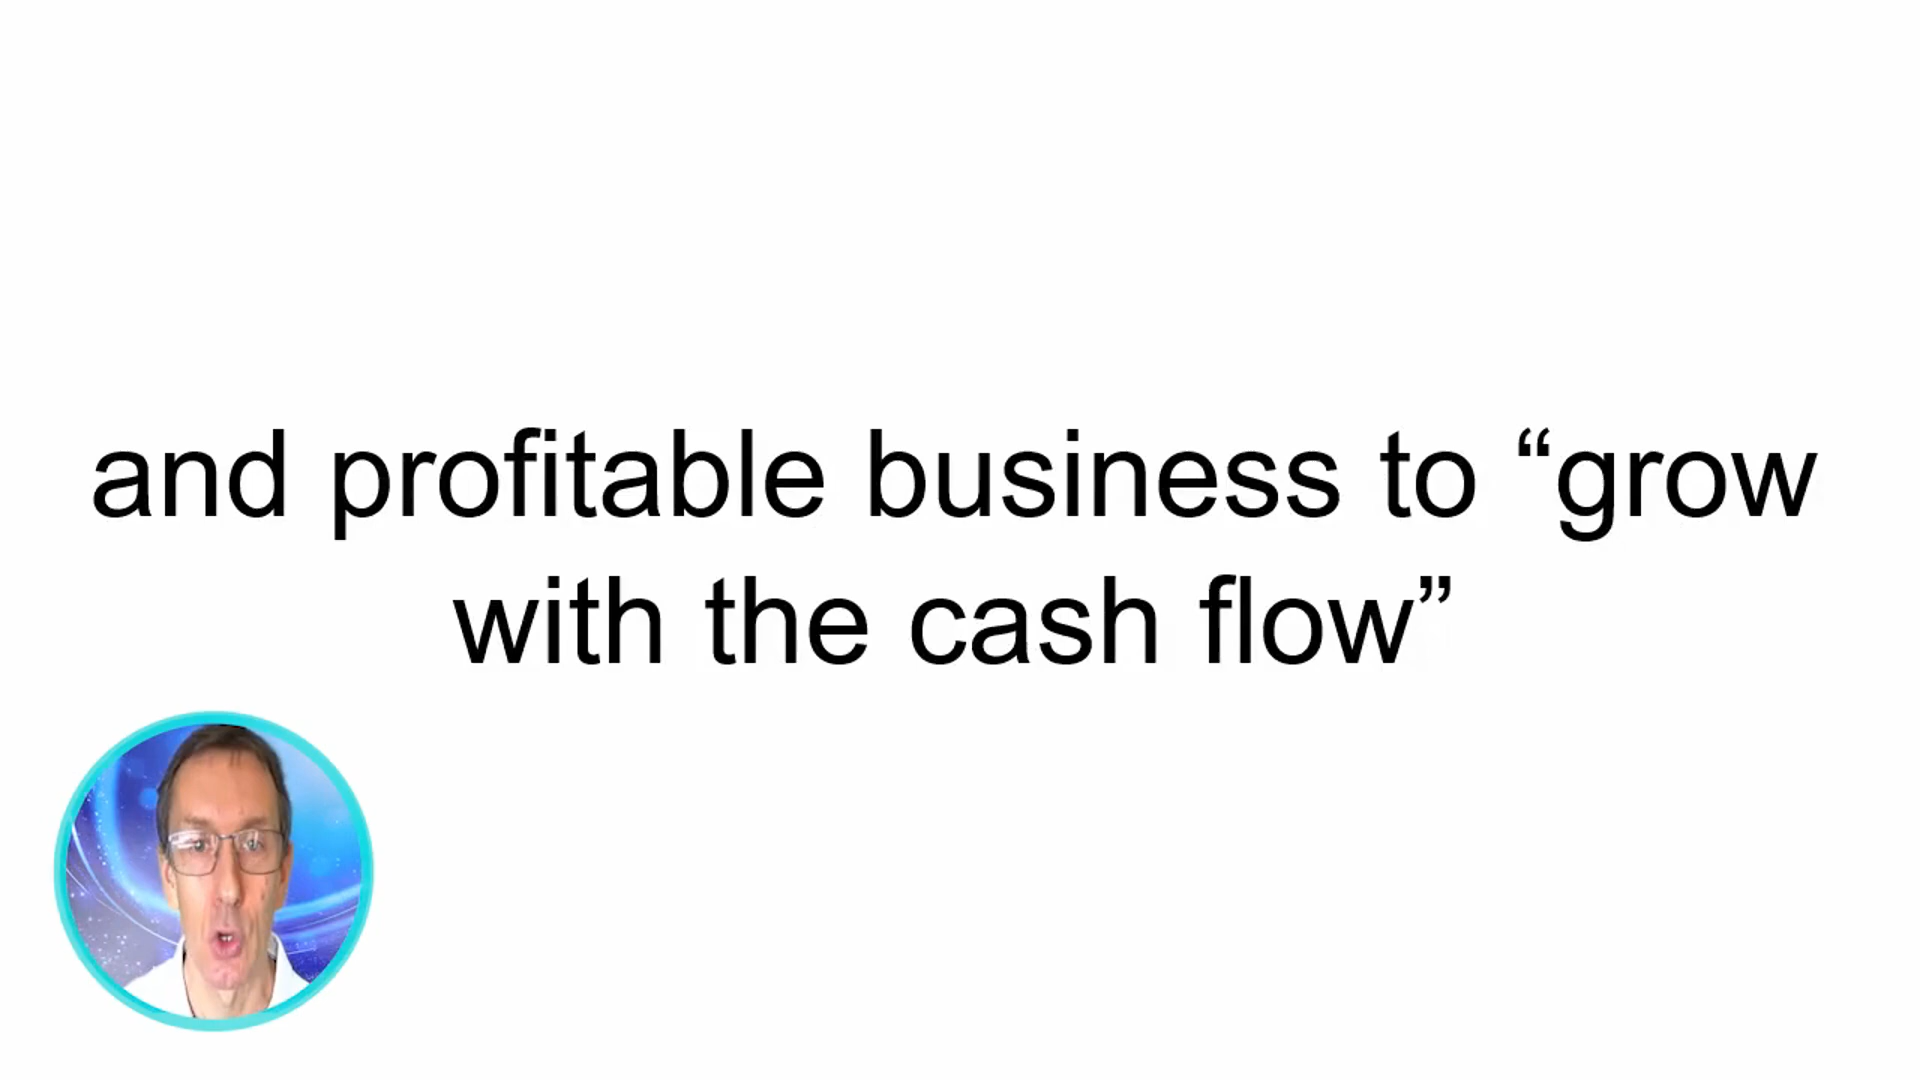 and profitable business to “grow
with the cash flow”